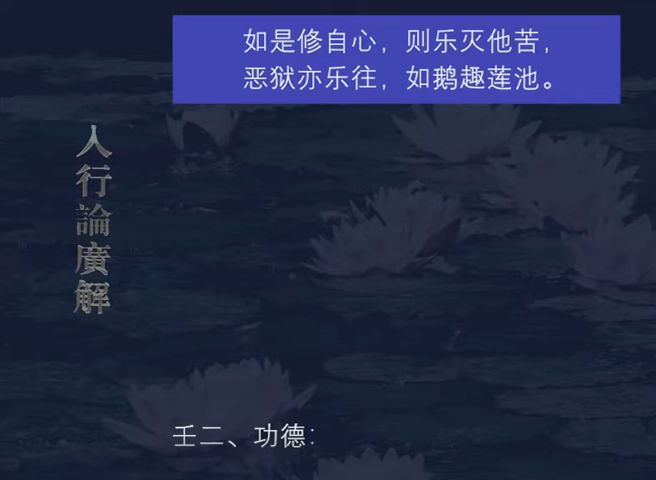 如是修自心，则乐灭他苦，
恶狱亦乐往，如鹅趣莲池。
入行論廣解
壬二、功德：